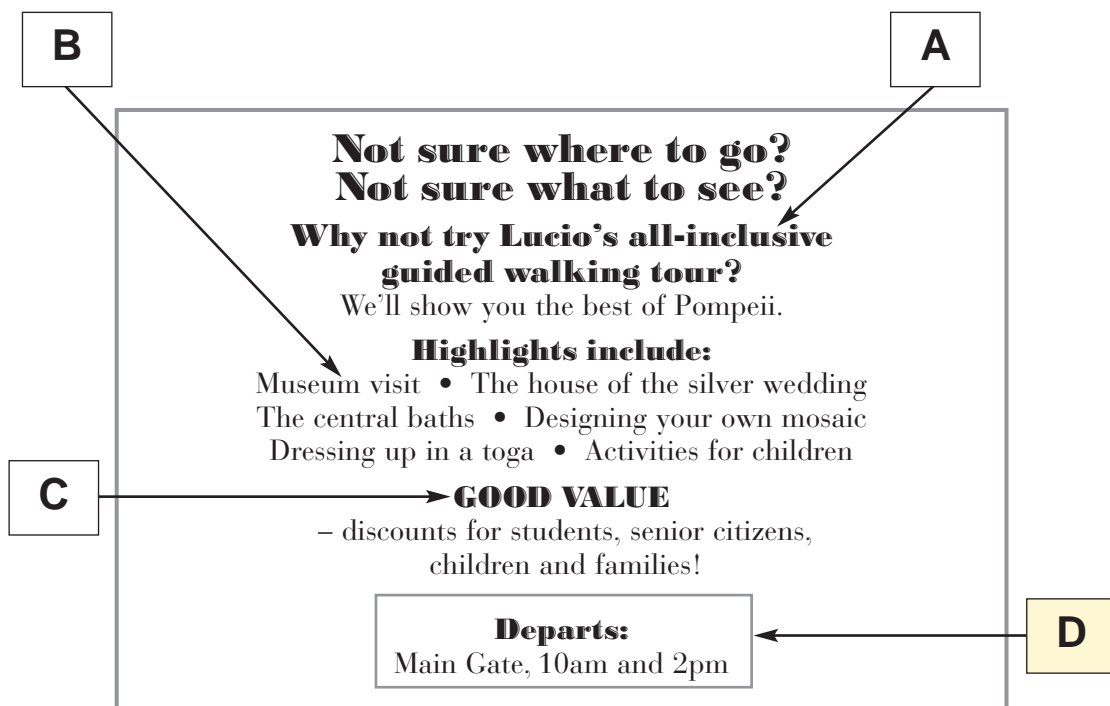 B
A
Not sure where to go?
Not sure what to see?
Why not try Lucio’s all-inclusive
guided walking tour?
We’ll show you the best of Pompeii.
Highlights include:
Museum visit • The house of the silver wedding
The central baths • Designing your own mosaic
Dressing up in a toga • Activities for children
C
GOOD VALUE
– discounts for students, senior citizens,
children and families!
Departs:
Main Gate, 10am and 2pm
D